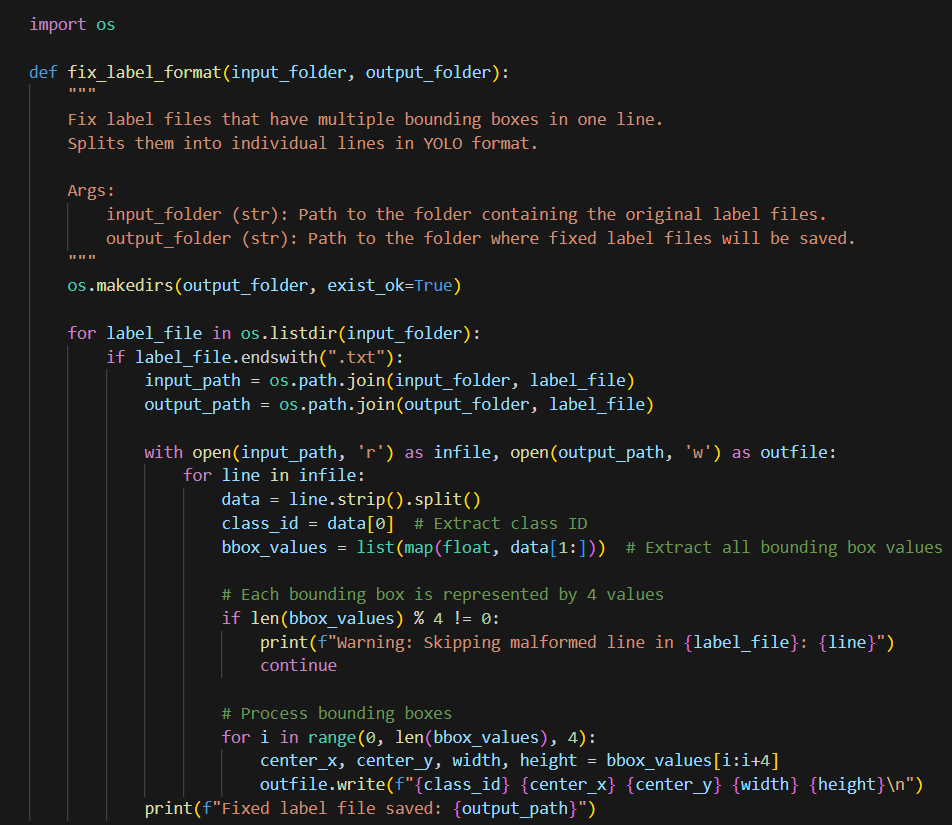 import os
def fix_label_format(input_folder, output_folder):
    """
    Fix label files that have multiple bounding boxes in one line.
    Splits them into individual lines in YOLO format.
    Args:
        input_folder (str): Path to the folder containing the original label files.
        output_folder (str): Path to the folder where fixed label files will be saved.
    """
    os.makedirs(output_folder, exist_ok=True)
    for label_file in os.listdir(input_folder):
        if label_file.endswith(".txt"):
            input_path = os.path.join(input_folder, label_file)
            output_path = os.path.join(output_folder, label_file)
            with open(input_path, 'r') as infile, open(output_path, 'w') as outfile:
                for line in infile:
                    data = line.strip().split()
                    class_id = data[0]  # Extract class ID
                    bbox_values = list(map(float, data[1:]))  # Extract all bounding box values
                    # Each bounding box is represented by 4 values
                    if len(bbox_values) % 4 != 0:
                        print(f"Warning: Skipping malformed line in {label_file}: {line}")
                        continue
                    # Process bounding boxes
                    for i in range(0, len(bbox_values), 4):
                        center_x, center_y, width, height = bbox_values[i:i+4]
                        outfile.write(f"{class_id} {center_x} {center_y} {width} {height}\n")
            print(f"Fixed label file saved: {output_path}")